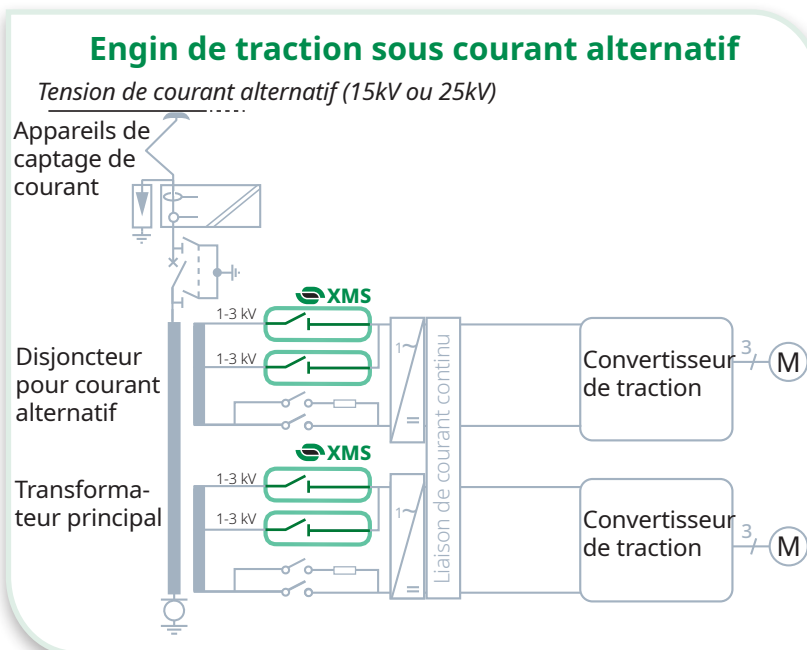 Engin de traction sous courant alternatif
Tension de courant alternatif (15kV ou 25kV)
Appareils de
captage de
courant
XMS
1-3 kV
1-3 kV
1~
=
Liaison de courant continu
Convertisseur
de traction
3
M
Disjoncteur
pour courant
alternatif
XMS
1-3 kV
1-3 kV
1~
=
Transforma-
teur principal
Convertisseur
de traction
3
M